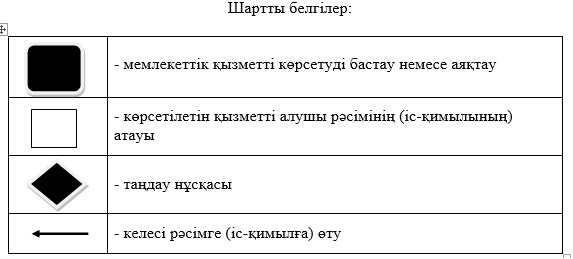 Шартты белгілер:
- мемлекеттік қызметті көрсетуді бастау немесе аяқтау
- көрсетілетін қызметті алушы рәсімінің (іс-қимылының)
атауы
- таңдау нұсқасы
- келесі рәсімге (іс-қимылға) өту